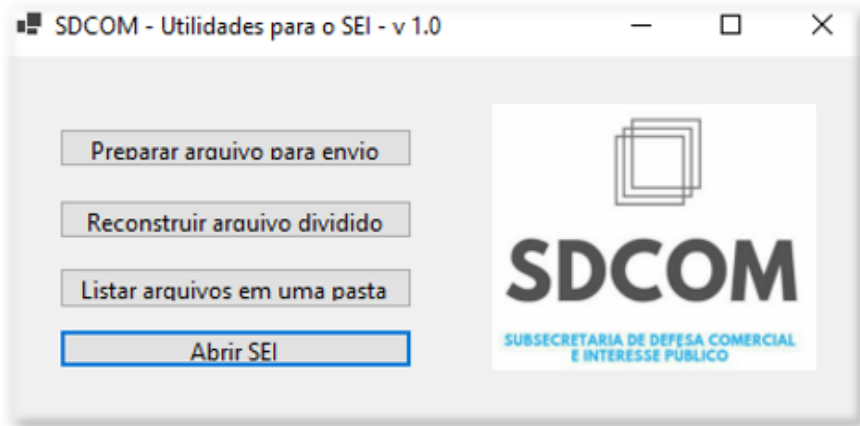 SDCOM - Utilidades para o SEI - v 1.0
Preparar arquivo para envio
Reconstruir arquivo dividido
Listar arquivos em uma pasta
Abrir SEI
SDCOM
SUBSECRETARIA DE DEFESA COMERCIAL
E INTERESSE PÚBLICO